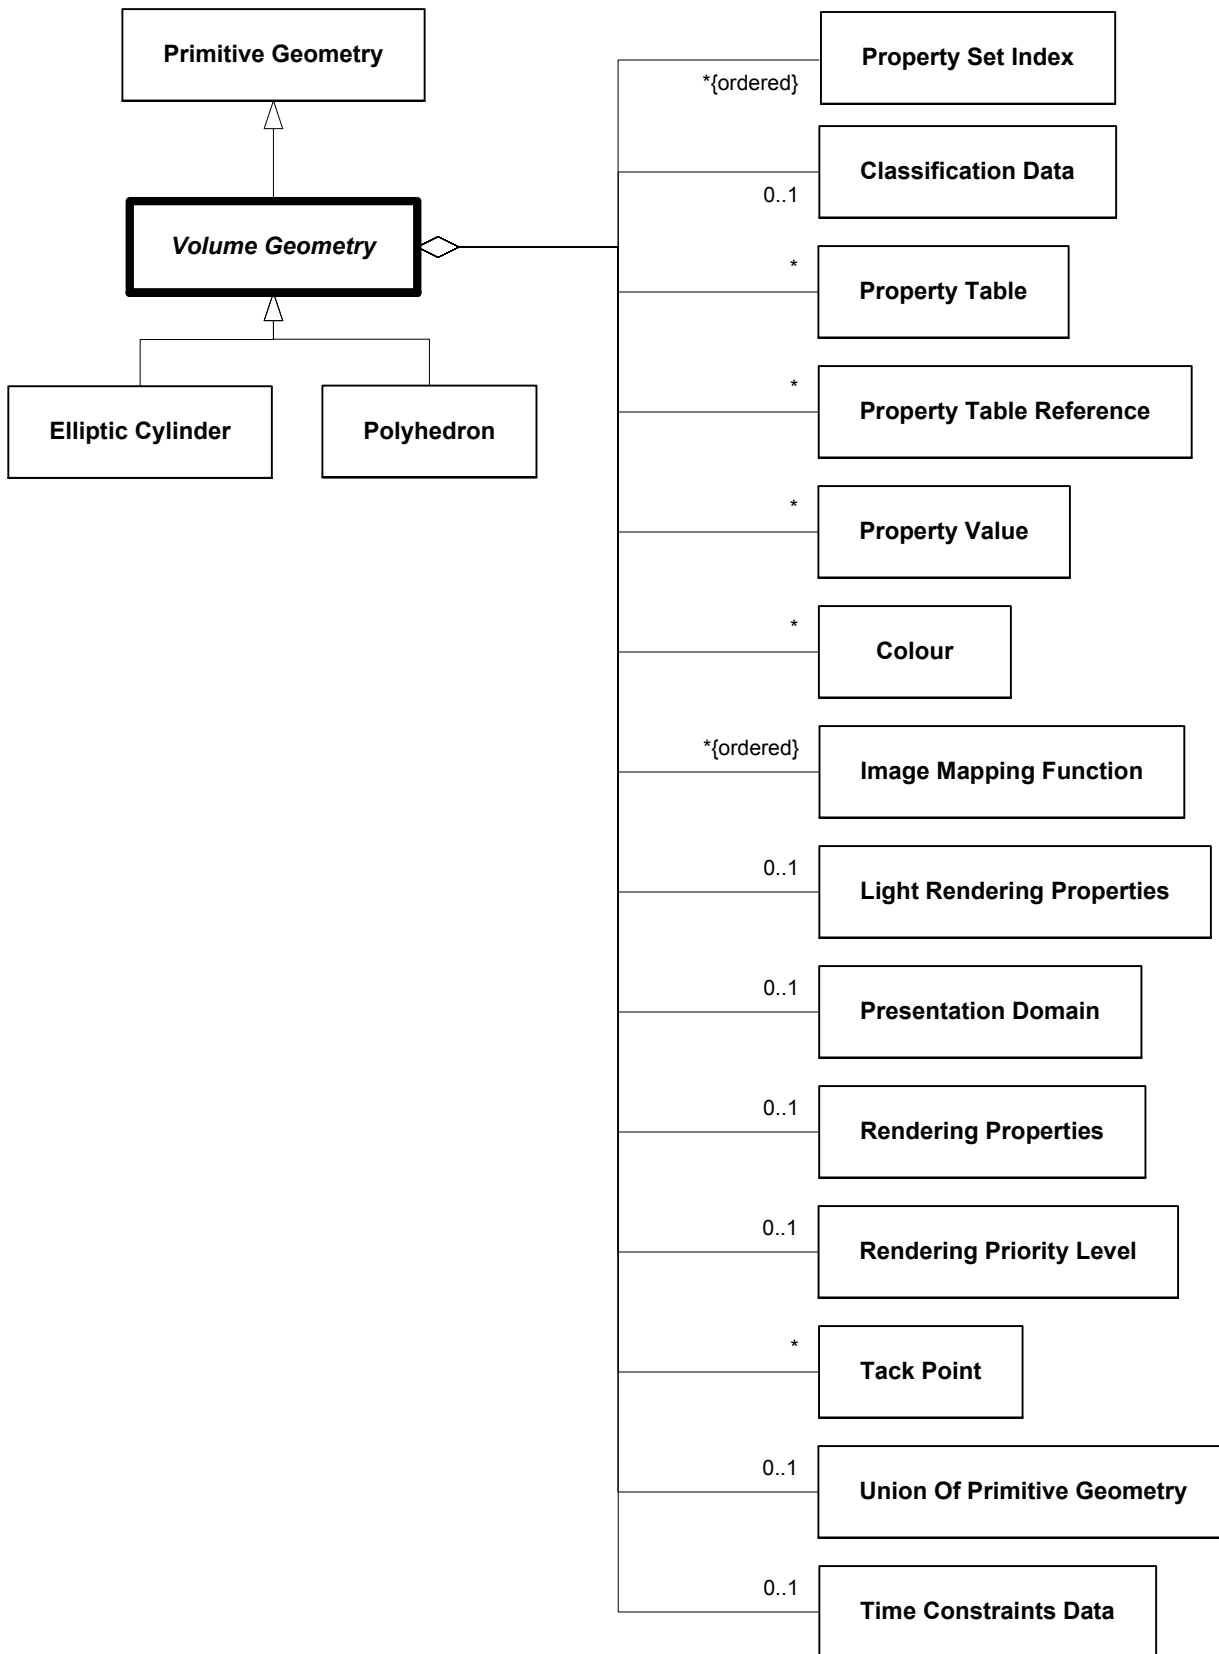 Primitive Geometry
Volume Geometry
Elliptic Cylinder
Polyhedron
*{ordered}
Property Set Index
0..1
Classification Data
*
Property Table
*
Property Table Reference
*
Property Value
*
Colour
*{ordered}
Image Mapping Function
0..1
Light Rendering Properties
0..1
Presentation Domain
0..1
Rendering Properties
0..1
Rendering Priority Level
*
Tack Point
0..1
Union Of Primitive Geometry
0..1
Time Constraints Data